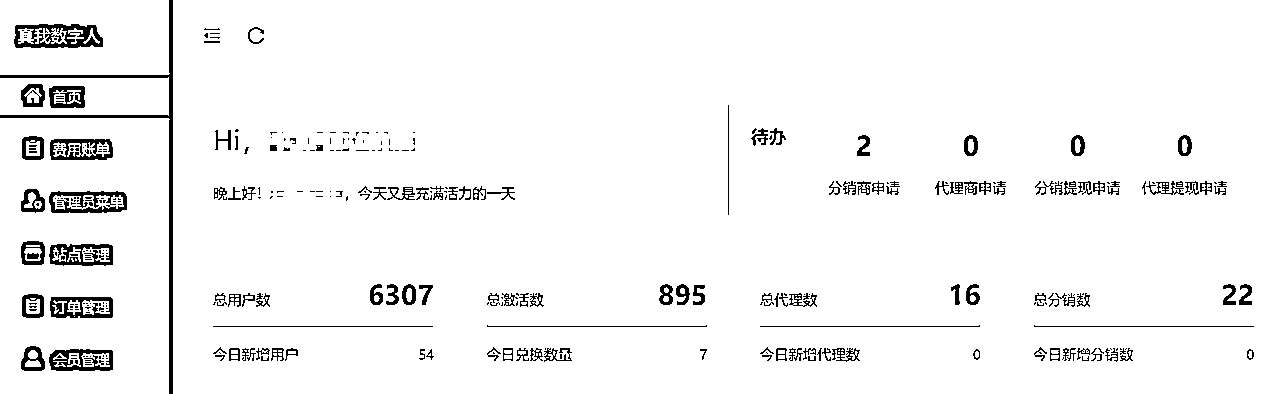 真我数字人
首页
费用账单
管理员菜单
站点管理
订单管理
会员管理
Hi,
晚上好! ，今天又是充满活力的一天
待办
2 0 0 0
分销商申请 代理商申请 分销提现申请 代理提现申请
总用户数 6307 总激活数 895 总代理数 16 总分销数 22
今日新增用户 54 今日兑换数量 7 今日新增代理数 0 今日新增分销数 0